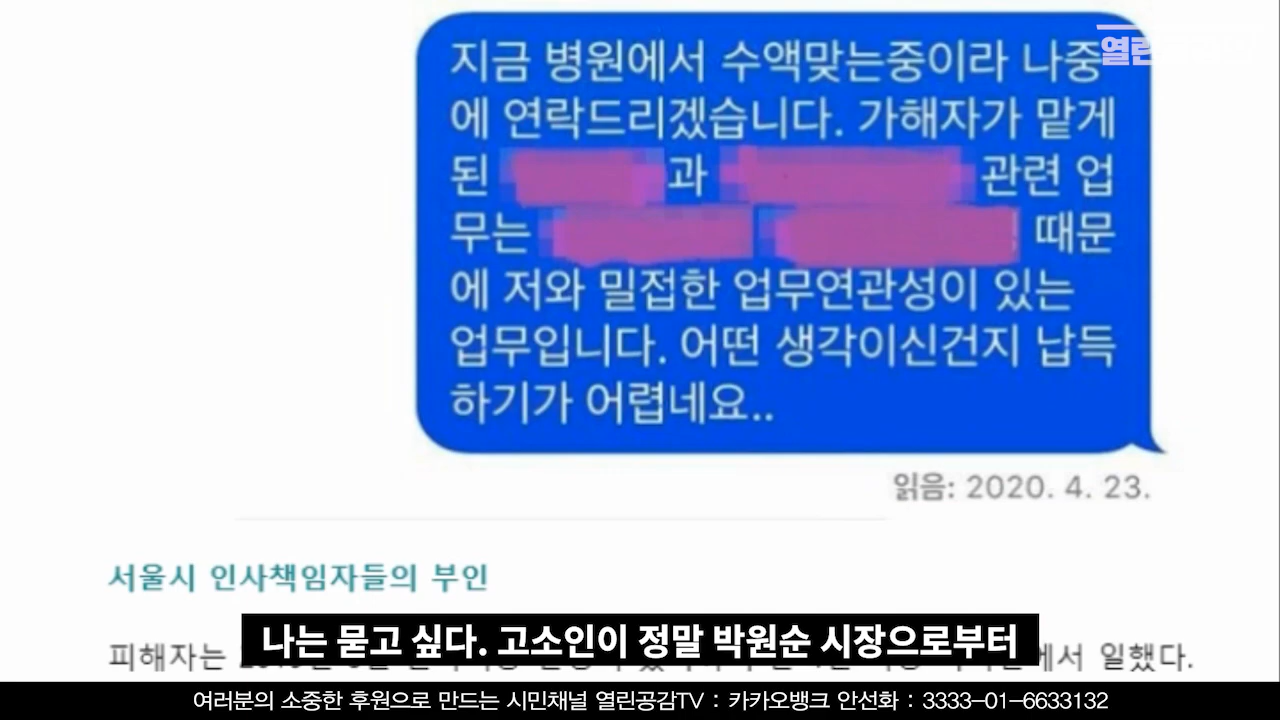 열린공감TV
지금 병원에서 수액맞는중이라 나중
에 연락드리겠습니다. 가해자가 맡게
된 과 관련 업
무는 때문
에 저와 밀접한 업무연관성이 있는
업무입니다. 어떤 생각이신건지 납득
하기가 어렵네요..
읽음: 2020. 4. 23.
서울시 인사책임자들의 부인
피해자는 에서 일했다.
나는 묻고 싶다. 고소인이 정말 박원순 시장으로부터
여러분의 소중한 후원으로 만드는 시민채널 열린공감TV : 카카오뱅크 안선화 : 3333-01-6633132